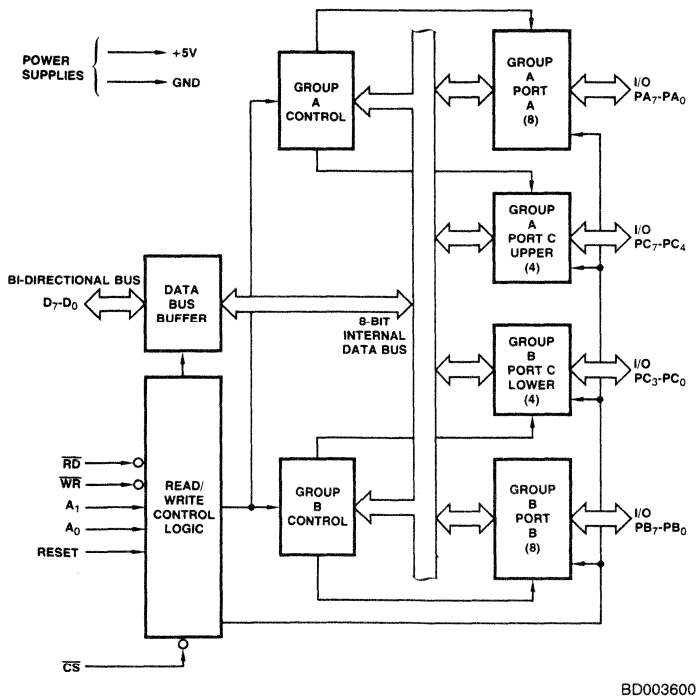 POWER
SUPPLIES
+5V
GND
GROUP
A
CONTROL
GROUP
A
PORT
A
(8)
I/O
PA7-PA0
GROUP
A
PORT C
UPPER
(4)
I/O
PC7-PC4
BI-DIRECTIONAL BUS
D7-D0
DATA
BUS
BUFFER
8-BIT
INTERNAL
DATA BUS
GROUP
B
PORT C
LOWER
(4)
I/O
PC3-PC0
RD
WR
A1
A0
RESET
READ/
WRITE
CONTROL
LOGIC
GROUP
B
CONTROL
GROUP
B
PORT
B
(8)
I/O
PB7-PB0
CS
BD003600